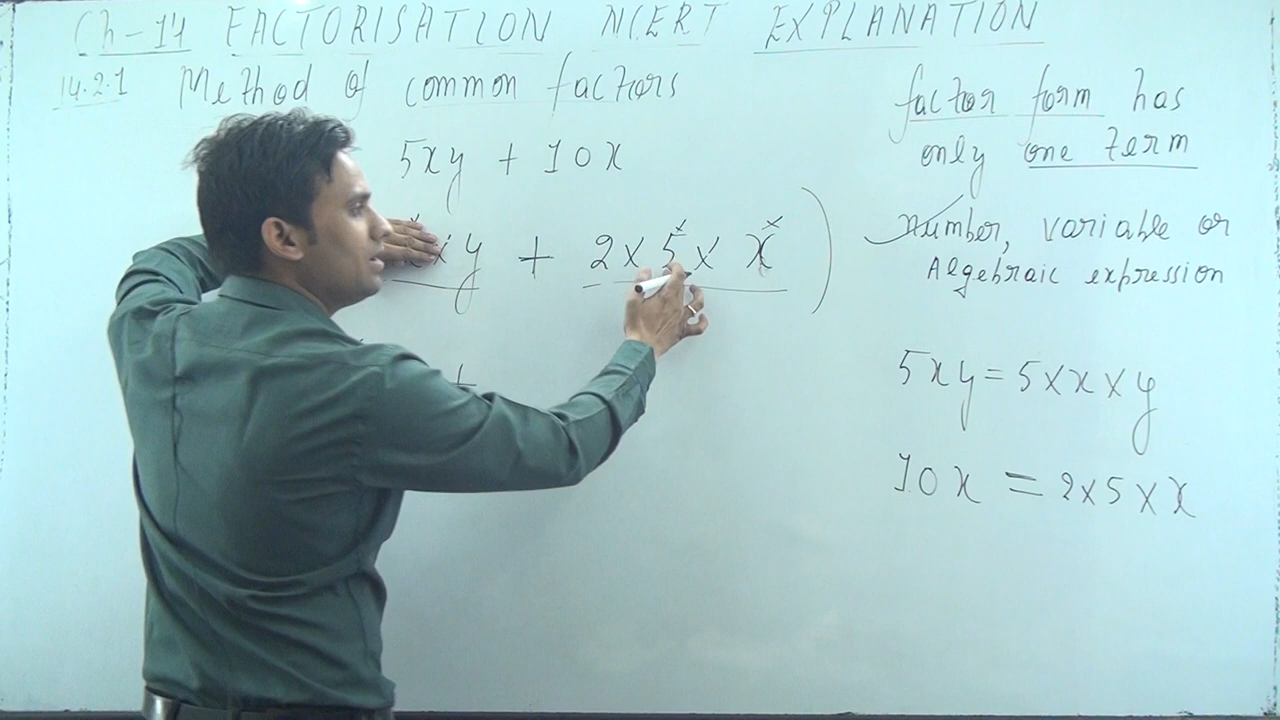 Ch-14 FACTORISATION NCERT EXPLANATION
14.2.1 Method of common factors
5xy + 10x
y + 2 x 5 x x )
+
factor form has
only one term
Number, variable or
Algebraic expression
5xy = 5 x x x y
10x = 2 x 5 x x